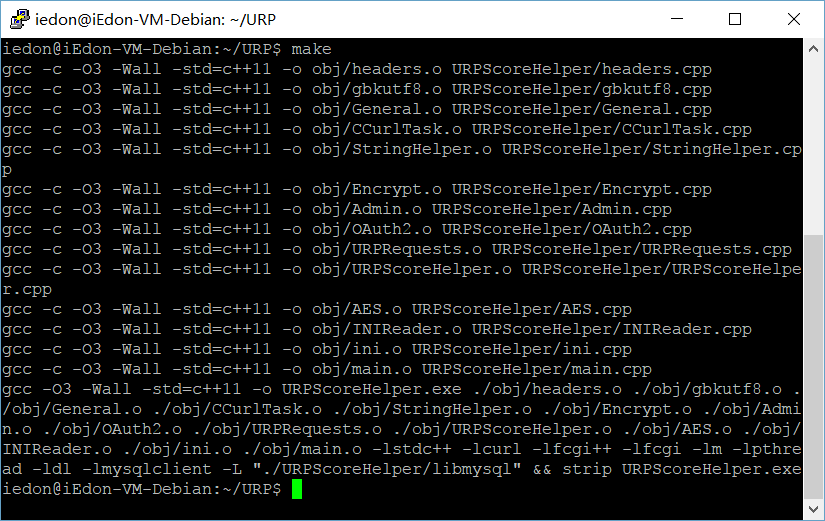 iedon@iEdon-VM-Debian: ~/URP
iedon@iEdon-VM-Debian:~/URP$ make
gcc -c -O3 -Wall -std=c++11 -o obj/headers.o URPScoreHelper/headers.cpp
gcc -c -O3 -Wall -std=c++11 -o obj/gbkutf8.o URPScoreHelper/gbkutf8.cpp
gcc -c -O3 -Wall -std=c++11 -o obj/General.o URPScoreHelper/General.cpp
gcc -c -O3 -Wall -std=c++11 -o obj/CCurlTask.o URPScoreHelper/CCurlTask.cpp
gcc -c -O3 -Wall -std=c++11 -o obj/StringHelper.o URPScoreHelper/StringHelper.cp
p
gcc -c -O3 -Wall -std=c++11 -o obj/Encrypt.o URPScoreHelper/Encrypt.cpp
gcc -c -O3 -Wall -std=c++11 -o obj/Admin.o URPScoreHelper/Admin.cpp
gcc -c -O3 -Wall -std=c++11 -o obj/OAuth2.o URPScoreHelper/OAuth2.cpp
gcc -c -O3 -Wall -std=c++11 -o obj/URPRequests.o URPScoreHelper/URPRequests.cpp
gcc -c -O3 -Wall -std=c++11 -o obj/URPScoreHelper.o URPScoreHelper/URPScoreHelpe
r.cpp
gcc -c -O3 -Wall -std=c++11 -o obj/AES.o URPScoreHelper/AES.cpp
gcc -c -O3 -Wall -std=c++11 -o obj/INIReader.o URPScoreHelper/INIReader.cpp
gcc -c -O3 -Wall -std=c++11 -o obj/ini.o URPScoreHelper/ini.cpp
gcc -c -O3 -Wall -std=c++11 -o obj/main.o URPScoreHelper/main.cpp
gcc -O3 -Wall -std=c++11 -o URPScoreHelper.exe ./obj/headers.o ./obj/gbkutf8.o .
/obj/General.o ./obj/CCurlTask.o ./obj/StringHelper.o ./obj/Encrypt.o ./obj/Admi
n.o ./obj/OAuth2.o ./obj/URPRequests.o ./obj/URPScoreHelper.o ./obj/AES.o ./obj/
INIReader.o ./obj/ini.o ./obj/main.o -lstdc++ -lcurl -lfcgi++ -lfcgi -lm -lpthre
ad -ldl -lmysqlclient -L "./URPScoreHelper/libmysql" && strip URPScoreHelper.exe
iedon@iEdon-VM-Debian:~/URP$